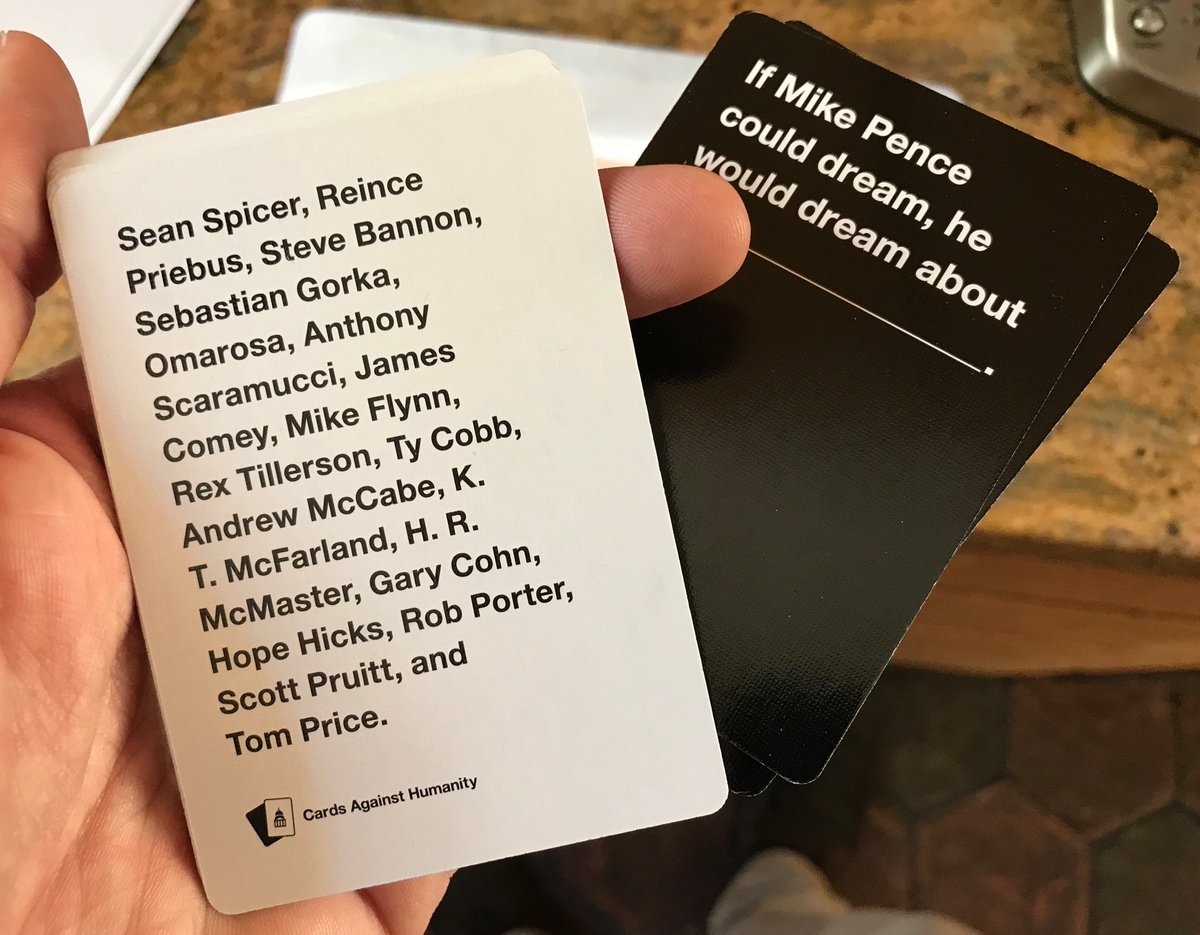 Sean Spicer, Reince
Priebus, Steve Bannon,
Sebastian Gorka,
Omarosa, Anthony
Scaramucci, James
Comey, Mike Flynn,
Rex Tillerson, Ty Cobb,
Andrew McCabe, K.
T. McFarland, H. R.
McMaster, Gary Cohn,
Hope Hicks, Rob Porter,
Scott Pruitt, and
Tom Price.
Cards Against Humanity
If Mike Pence
could dream, he
would dream about
____________.